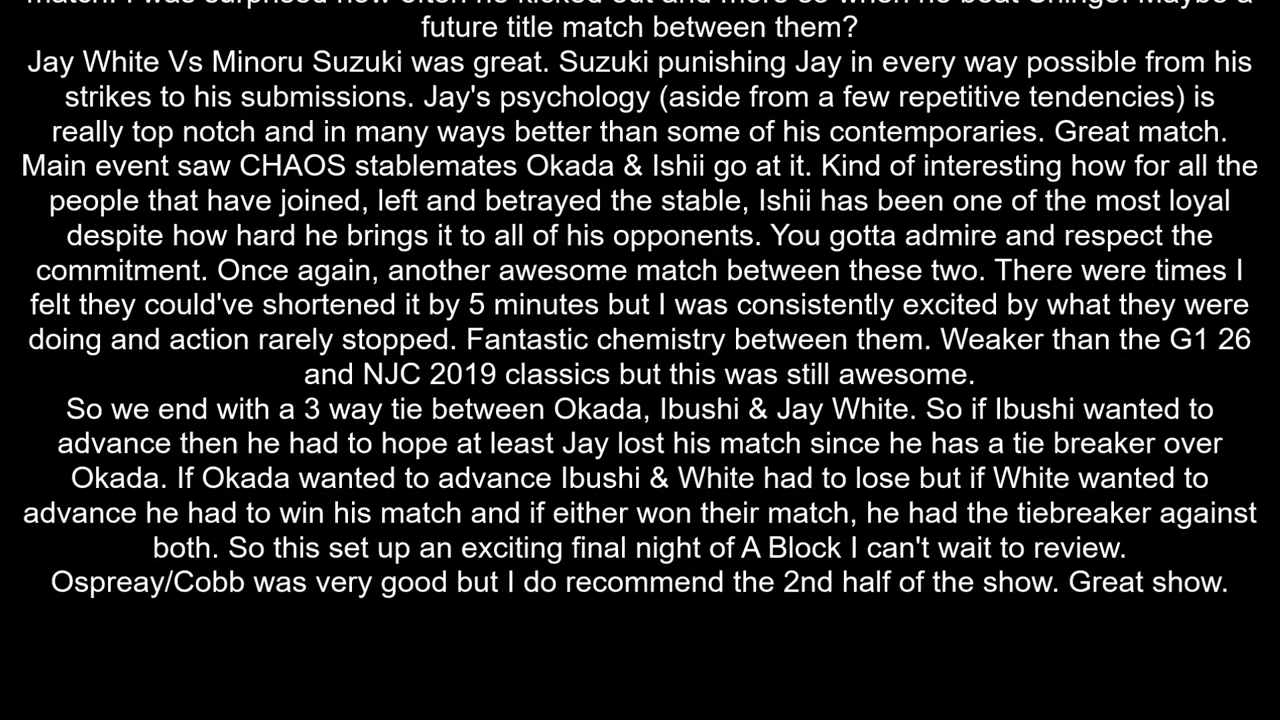 future title match between them?
Jay White Vs Minoru Suzuki was great. Suzuki punishing Jay in every way possible from his
strikes to his submissions. Jay's psychology (aside from a few repetitive tendencies) is
really top notch and in many ways better than some of his contemporaries. Great match.
Main event saw CHAOS stablemates Okada & Ishii go at it. Kind of interesting how for all the
people that have joined, left and betrayed the stable, Ishii has been one of the most loyal
despite how hard he brings it to all of his opponents. You gotta admire and respect the
commitment. Once again, another awesome match between these two. There were times I
felt they could've shortened it by 5 minutes but I was consistently excited by what they were
doing and action rarely stopped. Fantastic chemistry between them. Weaker than the G1 26
and NJC 2019 classics but this was still awesome.
So we end with a 3 way tie between Okada, Ibushi & Jay White. So if Ibushi wanted to
advance then he had to hope at least Jay lost his match since he has a tie breaker over
Okada. If Okada wanted to advance Ibushi & White had to lose but if White wanted to
advance he had to win his match and if either won their match, he had the tiebreaker against
both. So this set up an exciting final night of A Block I can't wait to review.
Ospreay/Cobb was very good but I do recommend the 2nd half of the show. Great show.